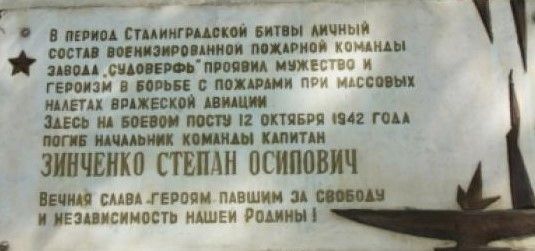 В ПЕРИОД СТАЛИНГРАДСКОЙ БИТВЫ ЛИЧНЫЙ
СОСТАВ ВОЕНИЗИРОВАННОЙ ПОЖАРНОЙ КОМАНДЫ
ЗАВОДА „СУДОВЕРФЬ" ПРОЯВИЛ МУЖЕСТВО И
ГЕРОИЗМ В БОРЬБЕ С ПОЖАРАМИ ПРИ МАССОВЫХ
НАЛЕТАХ ВРАЖЕСКОЙ АВИАЦИИ
ЗДЕСЬ НА БОЕВОМ ПОСТУ 12 ОКТЯБРЯ 1942 ГОДА
ПОГИБ НАЧАЛЬНИК КОМАНДЫ КАПИТАН
ЗИНЧЕНКО СТЕПАН ОСИПОВИЧ
ВЕЧНАЯ СЛАВА ГЕРОЯМ ПАВШИМ ЗА СВОБОДУ
И НЕЗАВИСИМОСТЬ НАШЕЙ РОДИНЫ!